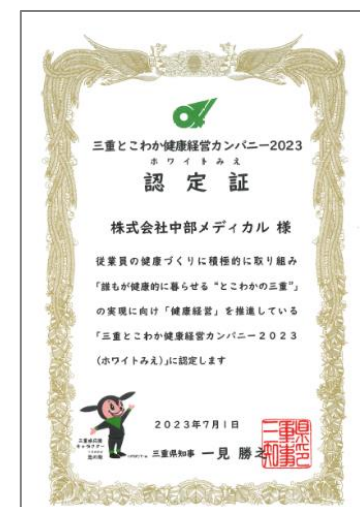 三重とこわか健康経営カンパニー2023
ホワイトみえ
認定証
株式会社中部メディカル 様
従業員の健康づくりに積極的に取り組み
「誰もが健康的に暮らせる“とこわかの三重”」
の実現に向け「健康経営」を推進している
「三重とこわか健康経営カンパニー2023
(ホワイトみえ)」に認定します
2023年7月1日
三重県知事 一見 勝之